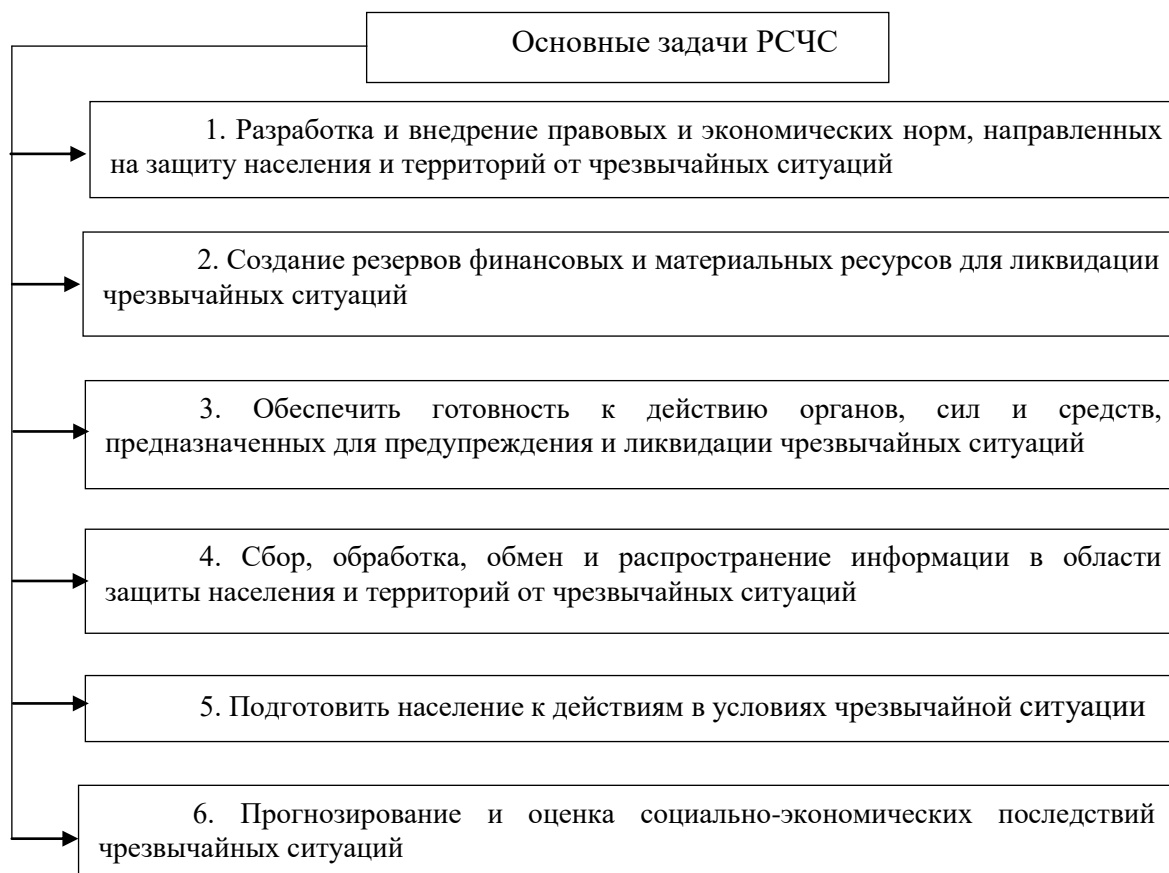 Основные задачи РСЧС
1. Разработка и внедрение правовых и экономических норм, направленных
на защиту населения и территорий от чрезвычайных ситуаций
2. Создание резервов финансовых и материальных ресурсов для ликвидации
чрезвычайных ситуаций
3. Обеспечить готовность к действию органов, сил и средств,
предназначенных для предупреждения и ликвидации чрезвычайных ситуаций
4. Сбор, обработка, обмен и распространение информации в области
защиты населения и территорий от чрезвычайных ситуаций
5. Подготовить население к действиям в условиях чрезвычайной ситуации
6. Прогнозирование и оценка социально-экономических последствий
чрезвычайных ситуаций